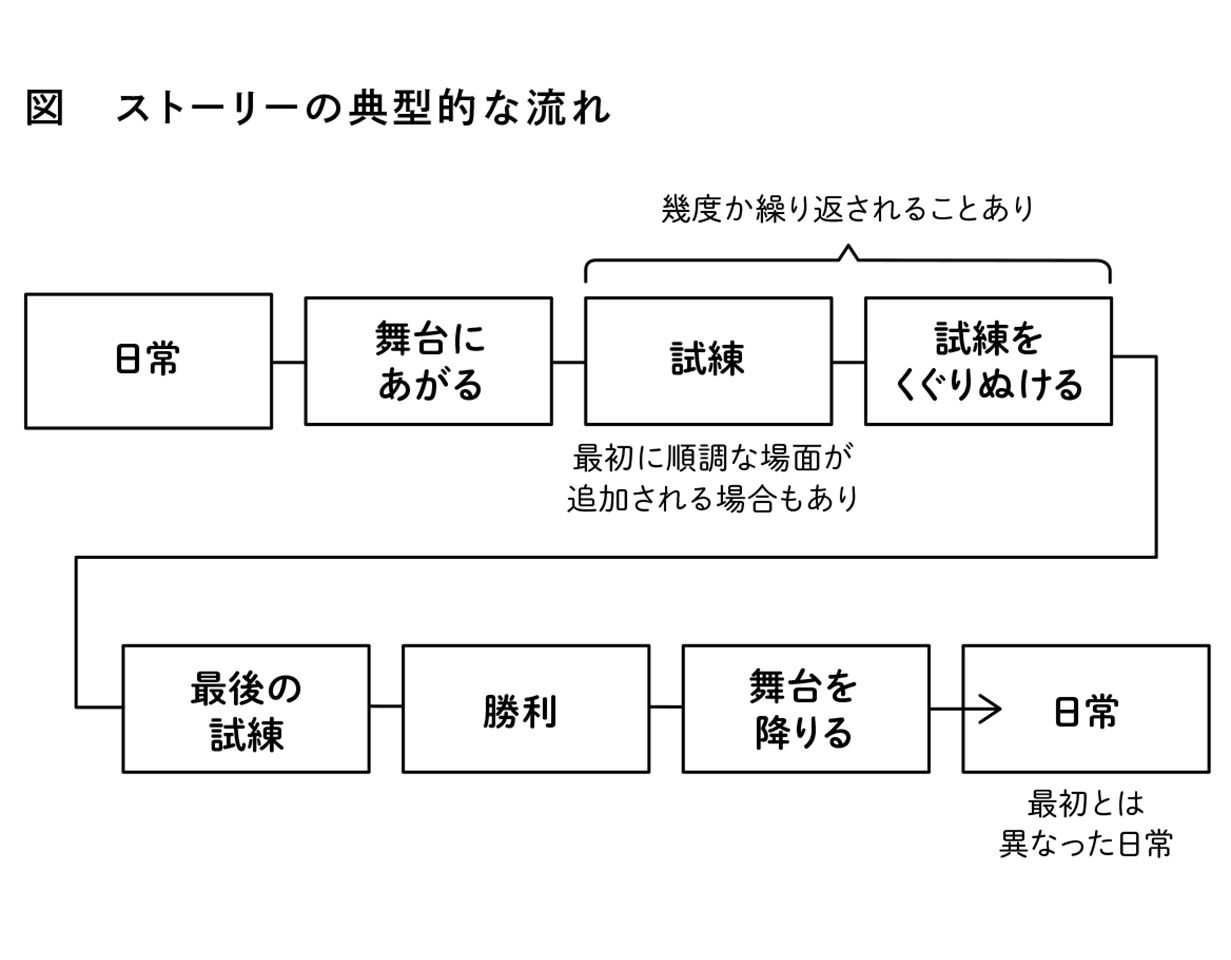 図 ストーリーの典型的な流れ
幾度か繰り返されることあり
日常
舞台に
あがる
試練
試練を
くぐりぬける
最初に順調な場面が
追加される場合もあり
最後の
試練
勝利
舞台を
降りる
日常
最初とは
異なった日常